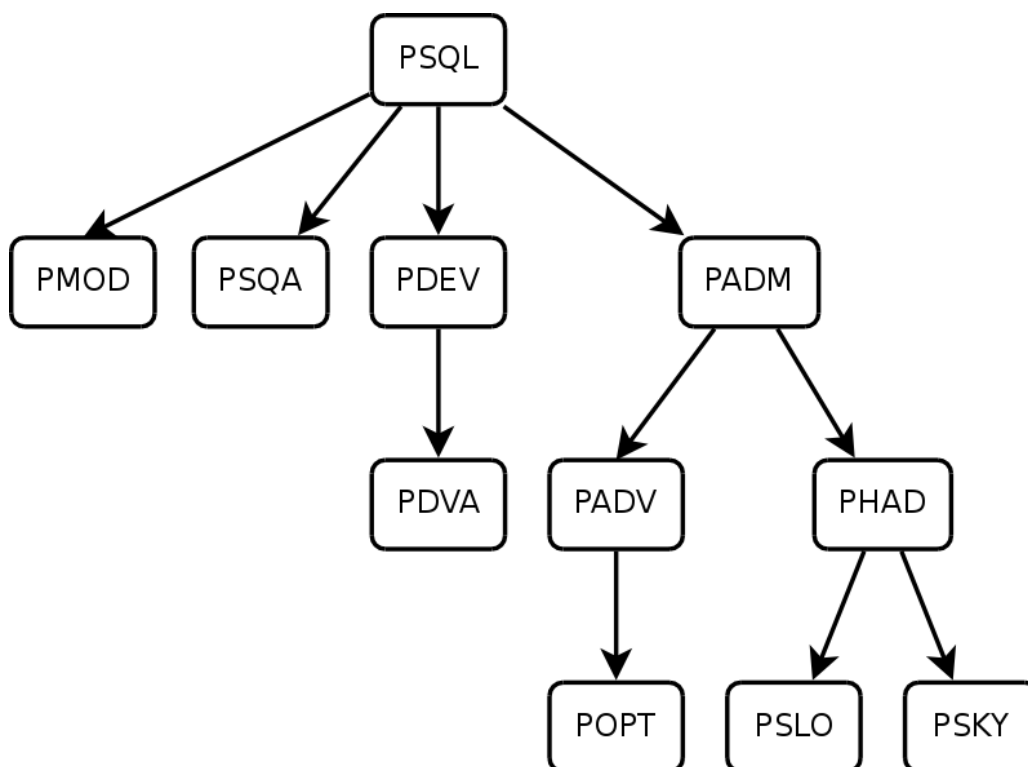 PSQL
PMOD
PSQA
PDEV
PADM
PDVA
PADV
PHAD
POPT
PSLO
PSKY